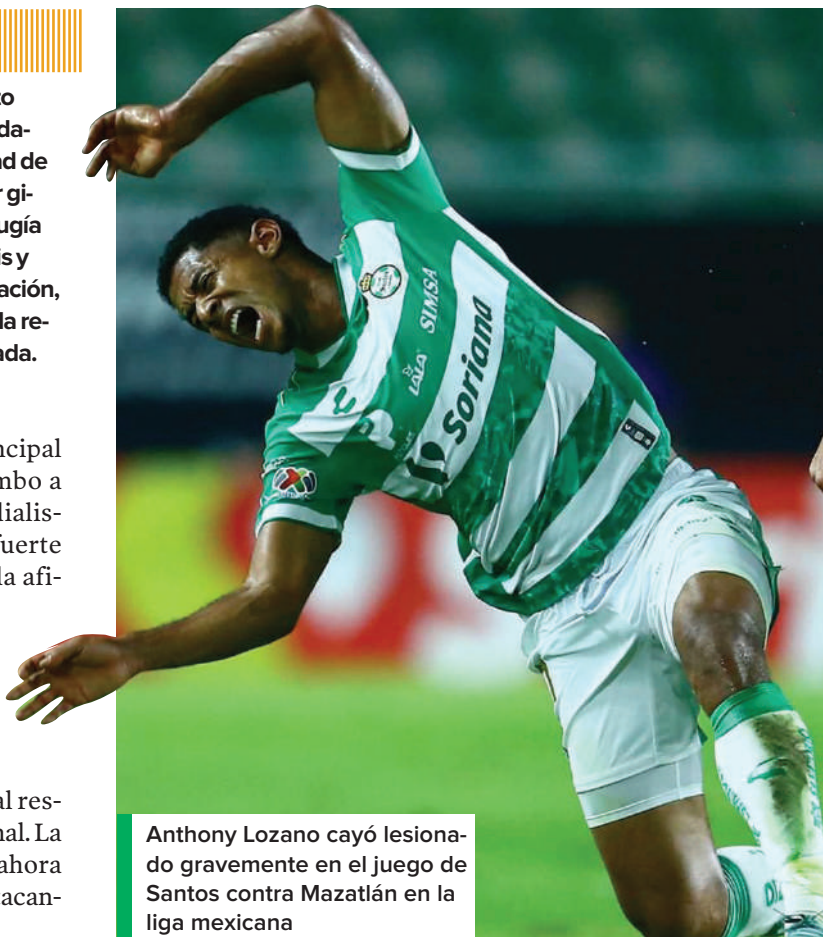 to
da-
ad de
r gi-
ugía
is y
ación,
la re-
ada.
ncipal
mbo a
dialis-
fuerte
la afi-
al res-
nal. La
ahora
tacan-
SIMSA
LALA
Soriana
Anthony Lozano cayó lesiona-
do gravemente en el juego de
Santos contra Mazatlán en la
liga mexicana